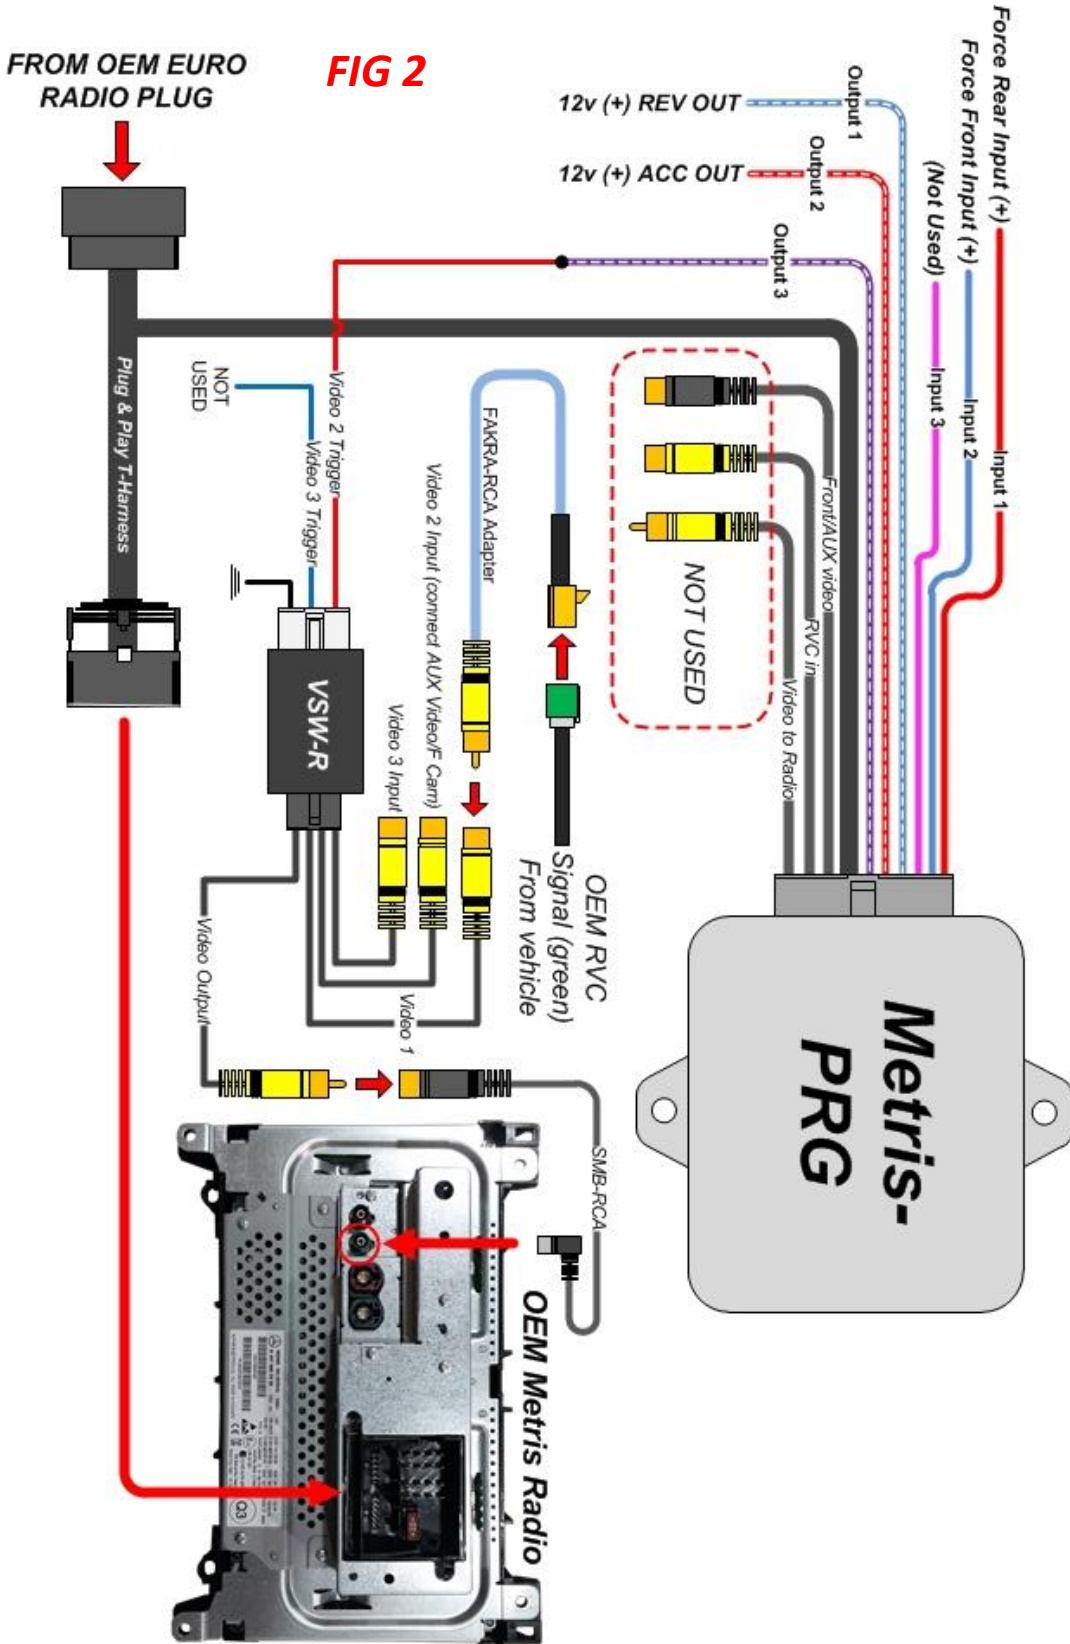 FIG 2
FROM OEM EURO
RADIO PLUG
12v (+) REV OUT
Output 1
12v (+) ACC OUT
Output 2
Output 3
Force Rear Input (+)
Force Front Input (+)
(Not Used)
Input 1
Input 2
Input 3
Plug & Play T-Harness
NOT
USED
Video 2 Trigger
Video 3 Trigger
FAKRA-RCA Adapter
Video 2 Input (connect AUX Video/F Cam)
Video 3 Input
VSW-R
NOT USED
Front/AUX video
RVC in
Video to Radio
OEM RVC
Signal (green)
From vehicle
Metris-
PRG
Video Output
Video 1
SMB-RCA
OEM Metris Radio
Q3